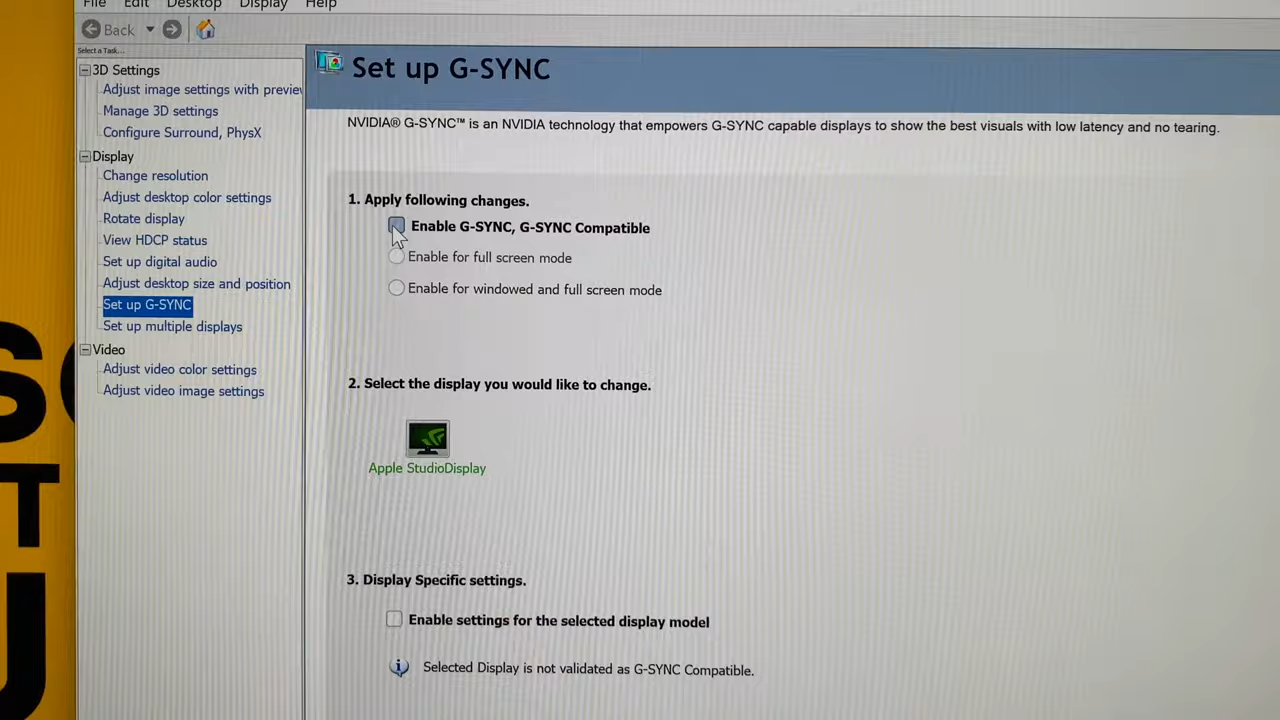 File Edit Desktop Display Help
Back
Select a Task...
3D Settings
Adjust image settings with preview
Manage 3D settings
Configure Surround, PhysX
Display
Change resolution
Adjust desktop color settings
Rotate display
View HDCP status
Set up digital audio
Adjust desktop size and position
Set up G-SYNC
Set up multiple displays
Video
Adjust video color settings
Adjust video image settings
Set up G-SYNC
NVIDIA® G-SYNC™ is an NVIDIA technology that empowers G-SYNC capable displays to show the best visuals with low latency and no tearing.
1. Apply following changes.
Enable G-SYNC, G-SYNC Compatible
Enable for full screen mode
Enable for windowed and full screen mode
2. Select the display you would like to change.
Apple StudioDisplay
3. Display Specific settings.
Enable settings for the selected display model
Selected Display is not validated as G-SYNC Compatible.